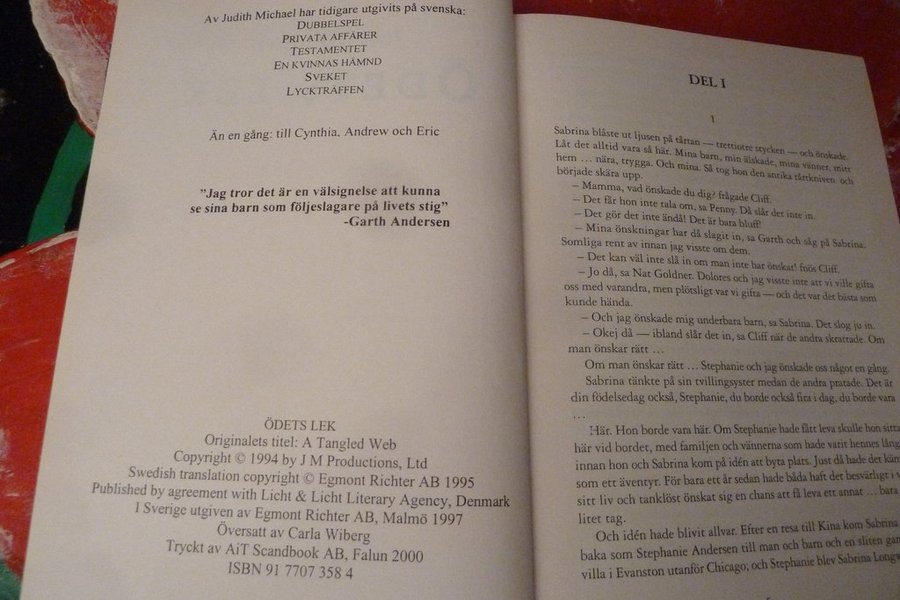 Av Judith Michael har tidigare utgivits på svenska:
DUBBELSPEL
PRIVATA AFFÄRER
TESTAMENTET
EN KVINNAS HÄMND
SVEKET
LYCKTRÄFFEN
Än en gång: till Cynthia, Andrew och Eric
"Jag tror det är en välsignelse att kunna
se sina barn som följeslagare på livets stig"
-Garth Andersen
ÖDETS LEK
Originalets titel: A Tangled Web
Copyright © 1994 by J M Productions, Ltd
Swedish translation copyright © Egmont Richter AB 1995
Published by agreement with Licht & Licht Literary Agency, Denmark
I Sverige utgiven av Egmont Richter AB, Malmö 1997
Översatt av Carla Wiberg
Tryckt av AiT Scandbook AB, Falun 2000
ISBN 91 7707 358 4
DEL I
1
Sabrina blåste ut ljusen på tårtan — trettiotre stycken — och önskade.
Låt det alltid vara så här. Mina barn, min älskade, mina vänner, mitt
hem … nära, trygga. Och mina. Så tog hon den antika tårtkniven och
började skära upp.
– Mamma, vad önskade du dig? frågade Cliff.
– Det får hon inte tala om, sa Penny. Då slår det inte in.
– Det gör det inte ändå! Det är bara bluff!
– Mina önskningar har då slagit in, sa Garth och såg på Sabrina.
Somliga rent av innan jag visste om dem.
– Det kan väl inte slå in om man inte har önskat! fnös Cliff.
– Jo då, sa Nat Goldner. Dolores och jag visste inte att vi ville gifta
oss med varandra, men plötsligt var vi gifta — och det var det bästa som
kunde hända.
– Och jag önskade mig underbara barn, sa Sabrina. Det slog ju in.
– Okej då — ibland slår det in, sa Cliff när de andra skrattade. Om
man önskar rätt …
Om man önskar rätt … Stephanie och jag önskade oss något en gång.
Sabrina tänkte på sin tvillingsyster medan de andra pratade. Det är
din födelsedag också, Stephanie, du borde också fira i dag, du borde vara
…
Här. Hon borde vara här. Om Stephanie hade fått leva skulle hon sitta
här vid bordet, med familjen och vännerna som hade varit hennes lång
innan hon och Sabrina kom på idén att byta plats. Just då hade det kän
som ett äventyr. För bara ett år sedan hade båda haft det besvärligt i
sitt liv och tanklöst önskat sig en chans att få leva ett annat … bara
litet tag.
Och idén hade blivit allvar. Efter en resa till Kina kom Sabrina
baka som Stephanie Andersen till man och barn och en sliten gam
villa i Evanston utanför Chicago; och Stephanie blev Sabrina Longw